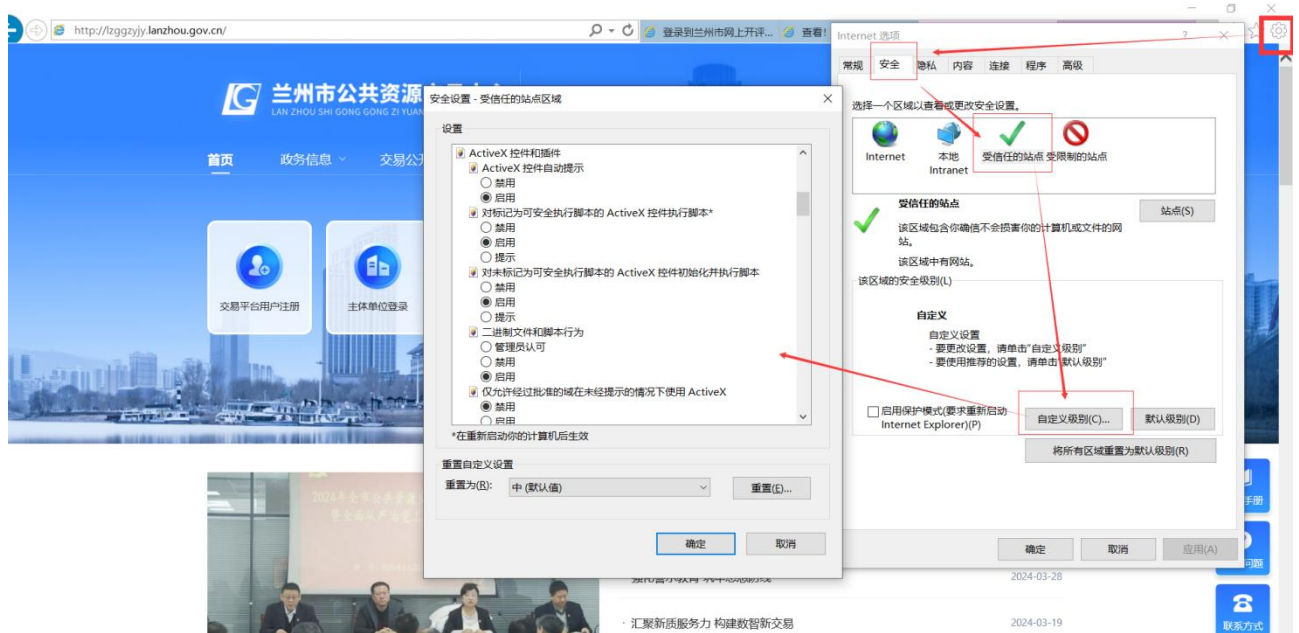 http://lzggzyjy.lanzhou.gov.cn/
登录到兰州市网上开评...
查看!
兰州市公共资源
LAN ZHOU SHI GONG GONG ZI YUAN
首页
政务信息
交易公开
交易平台用户注册
主体单位登录
安全设置 - 受信任的站点区域
设置
ActiveX 控件和插件
ActiveX 控件自动提示
禁用
启用
对标记为可安全执行脚本的 ActiveX 控件执行脚本*
禁用
启用
提示
对未标记为可安全执行脚本的 ActiveX 控件初始化并执行脚本
禁用
启用
提示
二进制文件和脚本行为
管理员认可
禁用
启用
仅允许经过批准的域在未经提示的情况下使用 ActiveX
禁用
启用
*在重新启动你的计算机后生效
重置自定义设置
重置为(R):
中 (默认值)
重置(E)...
确定
取消
Internet 选项
?
常规
安全
隐私
内容
连接
程序
高级
选择一个区域以查看或更改安全设置。
Internet
本地
Intranet
受信任的站点
受限制的站点
受信任的站点
站点(S)
该区域包含你确信不会损害你的计算机或文件的网
站。
该区域中有网站。
该区域的安全级别(L)
自定义
自定义设置
- 要更改设置，请单击"自定义级别"
- 要使用推荐的设置，请单击"默认级别"
启用保护模式(要求重新启动
Internet Explorer)(P)
自定义级别(C)...
默认级别(D)
将所有区域重置为默认级别(R)
确定
取消
应用(A)
手册
问题
联系方式
2024-03-28
· 汇聚新质服务力 构建数智新交易
2024-03-19